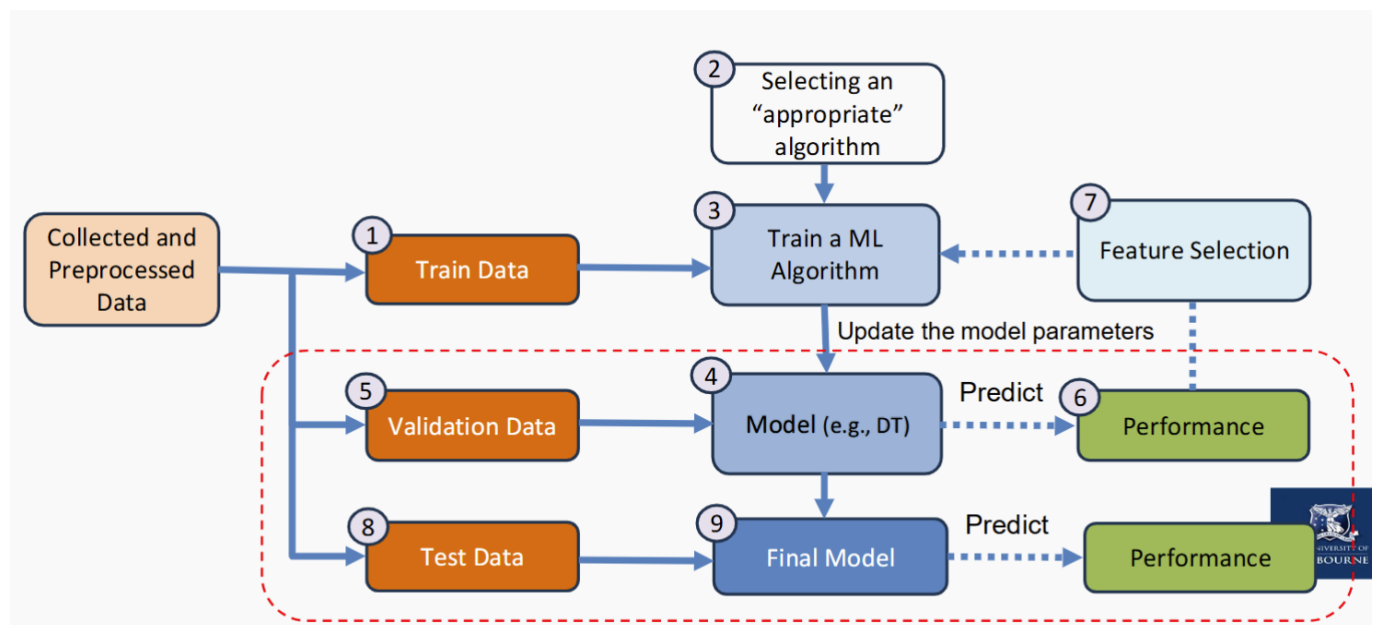 2
Selecting an
“appropriate”
algorithm
Collected and
Preprocessed
Data
1
Train Data
3
Train a ML
Algorithm
7
Feature Selection
Update the model parameters
5
Validation Data
4
Model (e.g., DT)
Predict
6
Performance
8
Test Data
9
Final Model
Predict
Performance